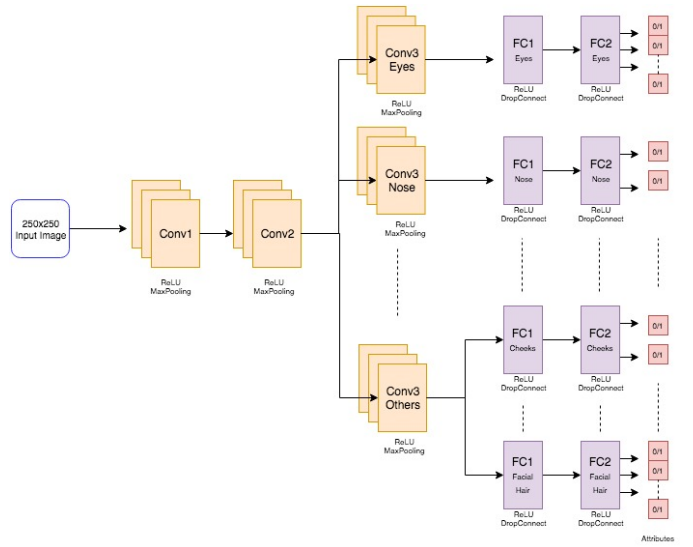 250x250
Input Image
Conv1
ReLU
MaxPooling
Conv2
ReLU
MaxPooling
Conv3
Eyes
ReLU
MaxPooling
FC1
Eyes
ReLU
DropConnect
FC2
Eyes
ReLU
DropConnect
0/1
0/1
0/1
Conv3
Nose
ReLU
MaxPooling
FC1
Nose
ReLU
DropConnect
FC2
Nose
ReLU
DropConnect
0/1
0/1
Conv3
Others
ReLU
MaxPooling
FC1
Cheeks
ReLU
DropConnect
FC2
Cheeks
ReLU
DropConnect
0/1
0/1
FC1
Facial
Hair
ReLU
DropConnect
FC2
Facial
Hair
ReLU
DropConnect
0/1
0/1
0/1
Attributes